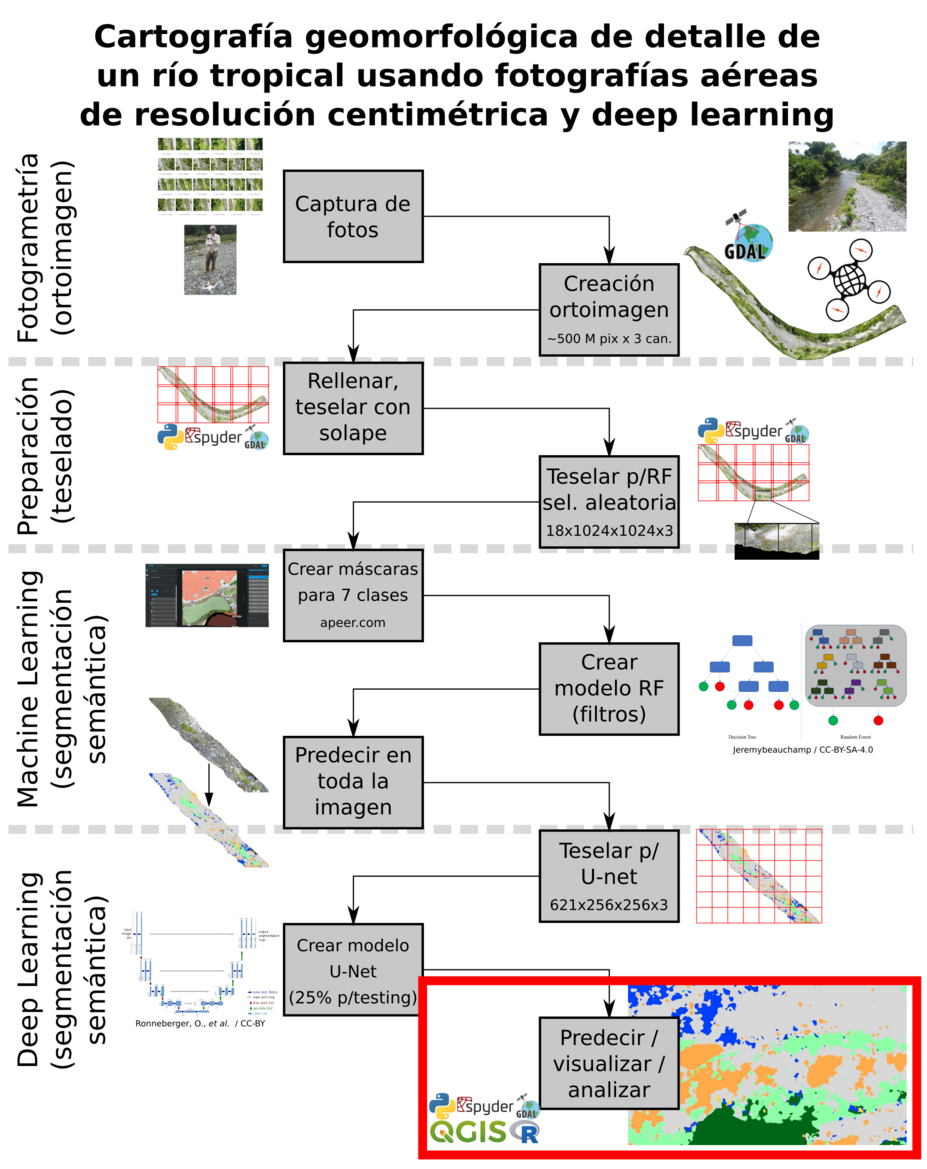 Cartografía geomorfológica de detalle de
un río tropical usando fotografías aéreas
de resolución centimétrica y deep learning
Fotogrametría
(ortoimagen)
Captura de
fotos
GDAL
Creación
ortoimagen
~500 M pix x 3 can.
Preparación
(teselado)
Rellenar,
teselar con
solape
spyder
GDAL
spyder
GDAL
Teselar p/RF
sel. aleatoria
18x1024x1024x3
Machine Learning
(segmentación
semántica)
Crear máscaras
para 7 clases
apeer.com
Crear
modelo RF
(filtros)
Decision Tree
Random Forest
Jeremybeauchamp / CC-BY-SA-4.0
Predecir en
toda la
imagen
Deep Learning
(segmentación
semántica)
Teselar p/
U-net
621x256x256x3
Crear modelo
U-Net
(25% p/testing)
Ronneberger, O., et al. / CC-BY
Predecir /
visualizar /
analizar
spyder
GDAL
QGIS R